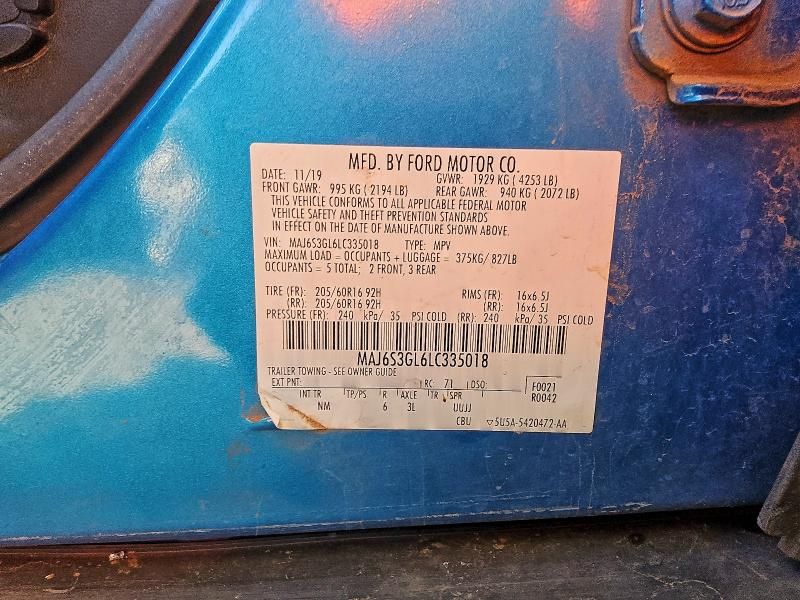 MFD. BY FORD MOTOR CO.
DATE: 11/19 GVWR: 1929 KG ( 4253 LB)
FRONT GAWR: 995 KG ( 2194 LB) REAR GAWR: 940 KG ( 2072 LB)
THIS VEHICLE CONFORMS TO ALL APPLICABLE FEDERAL MOTOR
VEHICLE SAFETY AND THEFT PREVENTION STANDARDS
IN EFFECT ON THE DATE OF MANUFACTURE SHOWN ABOVE.
VIN: MAJ6S3GL6LC335018 TYPE: MPV
MAXIMUM LOAD = OCCUPANTS + LUGGAGE = 375KG/ 827LB
OCCUPANTS = 5 TOTAL; 2 FRONT, 3 REAR
TIRE (FR): 205/60R16 92H RIMS (FR): 16x6.5J
(RR): 205/60R16 92H (RR): 16x6.5J
PRESSURE (FR): 240 kPa/ 35 PSI COLD (RR): 240 kPa/ 35 PSI COLD
MAJ6S3GL6LC335018
TRAILER TOWING - SEE OWNER GUIDE
EXT PNT: RC: 71 DSO: F0021
INT TR TP/PS R AXLE TR SPR R0042
NM 6 3L UUJJ
CBU ▽5U5A-5420472-AA